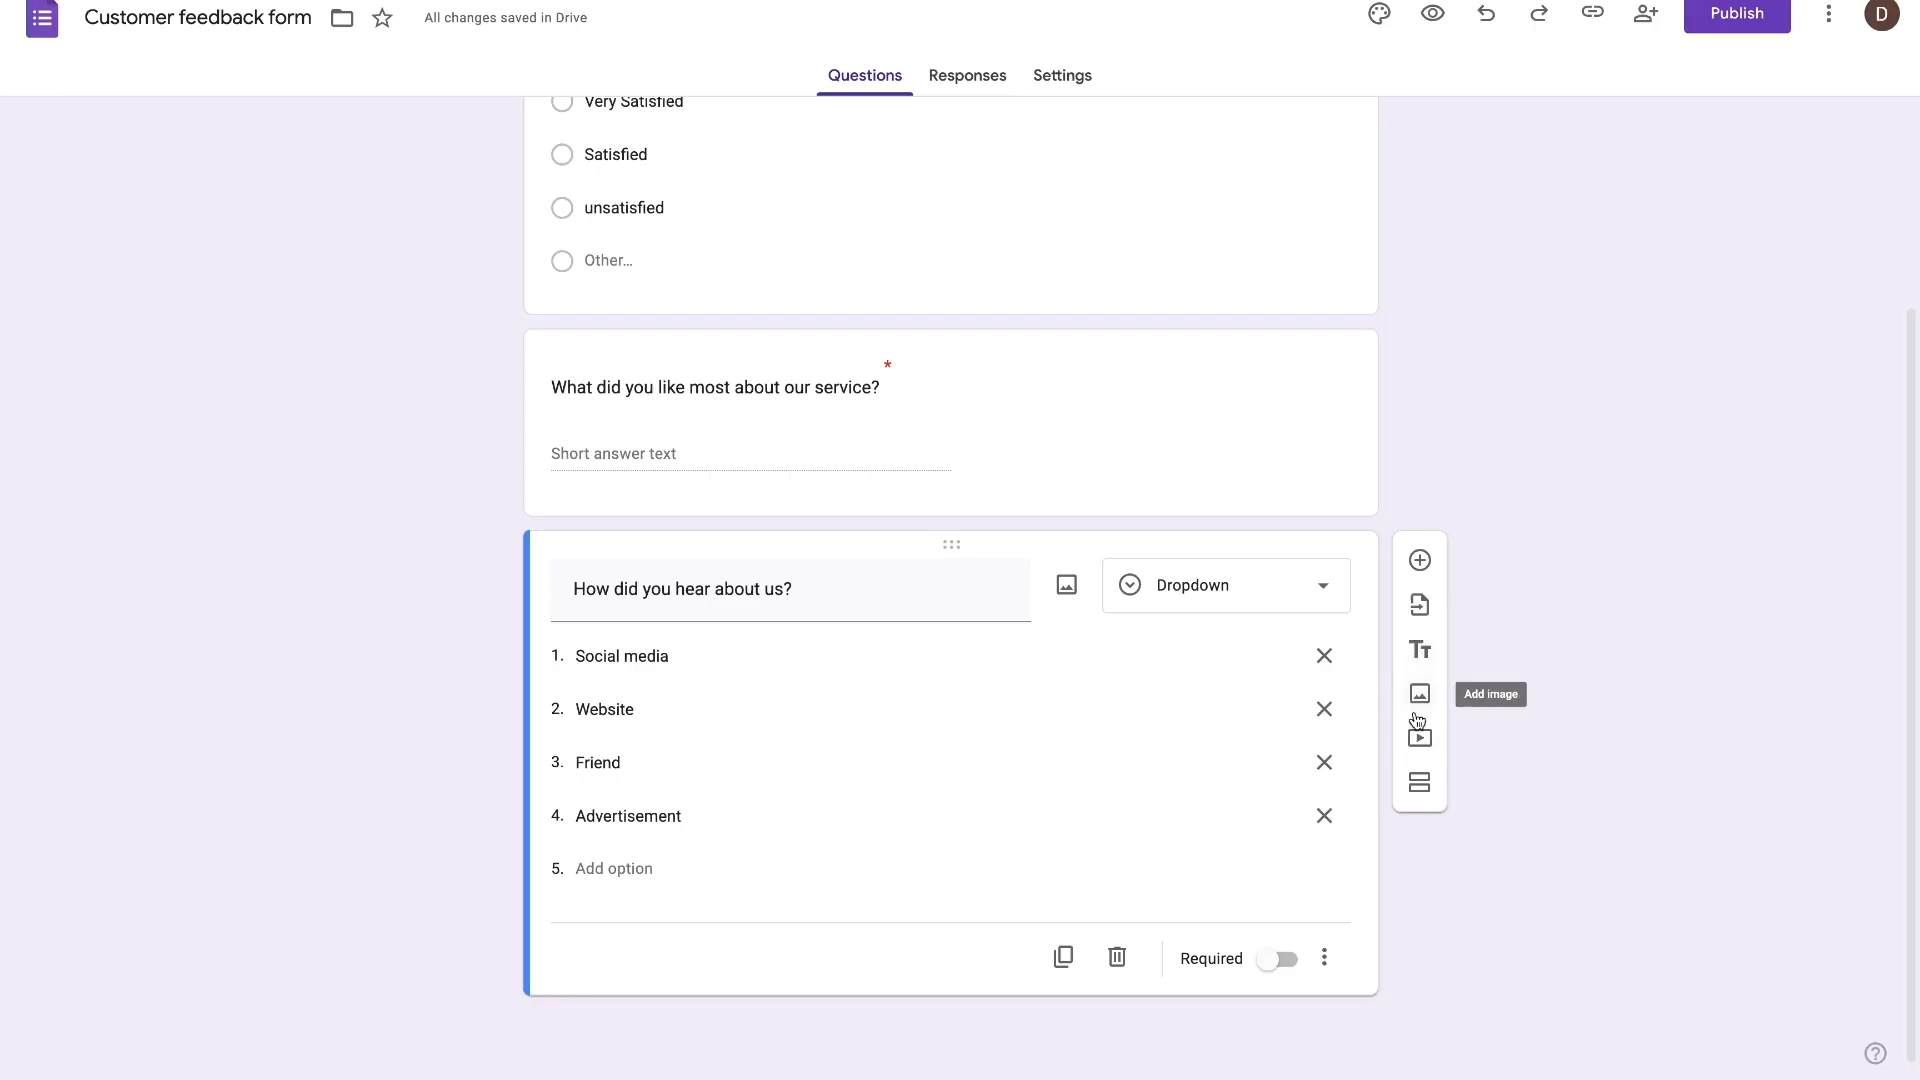 Customer feedback form
All changes saved in Drive
Publish
D
Questions Responses Settings
Very Satisfied
Satisfied
unsatisfied
Other...
What did you like most about our service? *
Short answer text
How did you hear about us?
Dropdown
1. Social media
2. Website
3. Friend
4. Advertisement
5. Add option
Tт
Add image
Required